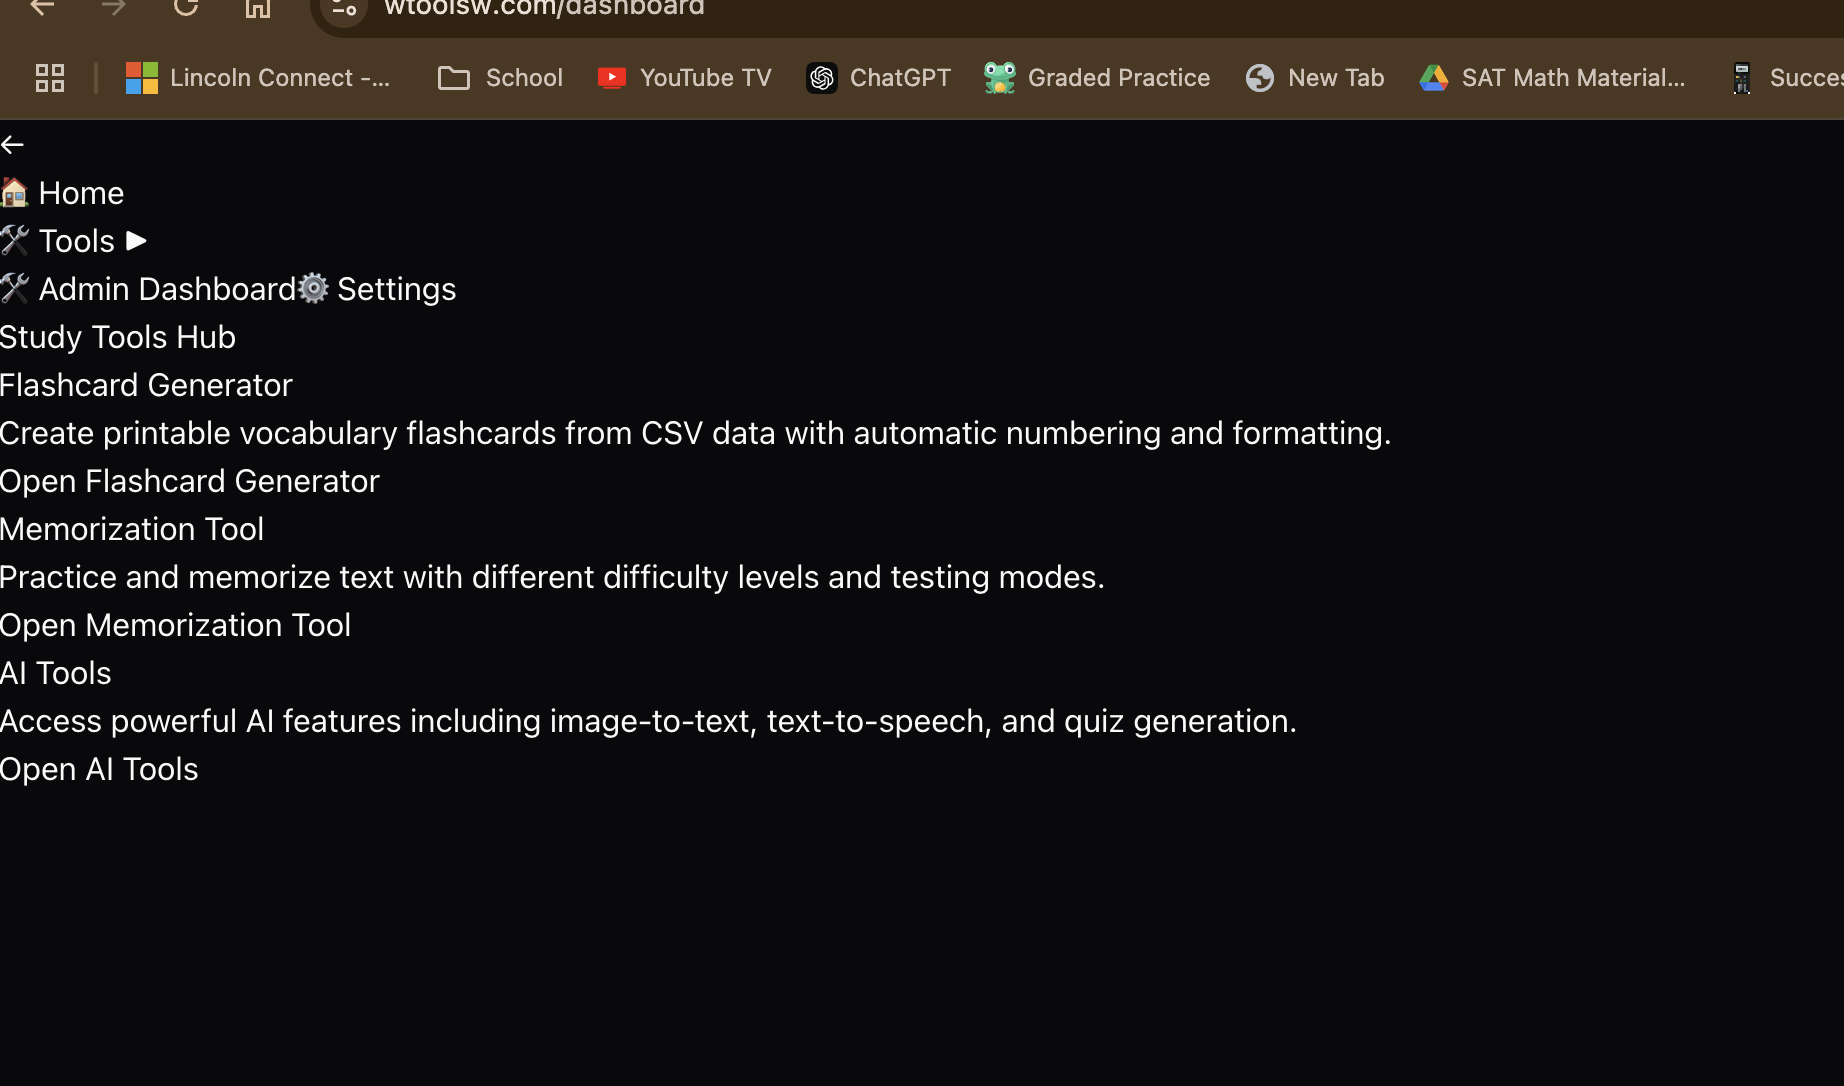 wtoolsw.com/dashboard
Lincoln Connect -... School YouTube TV ChatGPT Graded Practice New Tab SAT Math Material...
←
🏠 Home
🛠 Tools ▶
🛠 Admin Dashboard⚙ Settings
Study Tools Hub
Flashcard Generator
Create printable vocabulary flashcards from CSV data with automatic numbering and formatting.
Open Flashcard Generator
Memorization Tool
Practice and memorize text with different difficulty levels and testing modes.
Open Memorization Tool
AI Tools
Access powerful AI features including image-to-text, text-to-speech, and quiz generation.
Open AI Tools